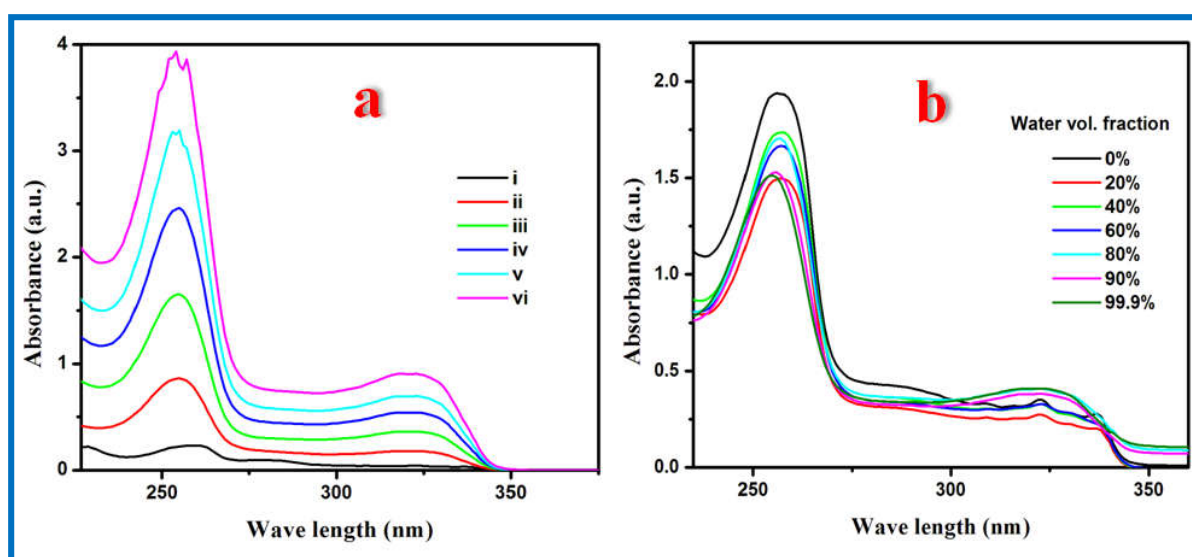 a
4
3
2
1
0
Absorbance (a.u.)
i
ii
iii
iv
v
vi
250
300
350
Wave length (nm)
b
2.0
1.5
1.0
0.5
0.0
Absorbance (a.u.)
Water vol. fraction
0%
20%
40%
60%
80%
90%
99.9%
250
300
350
Wave length (nm)